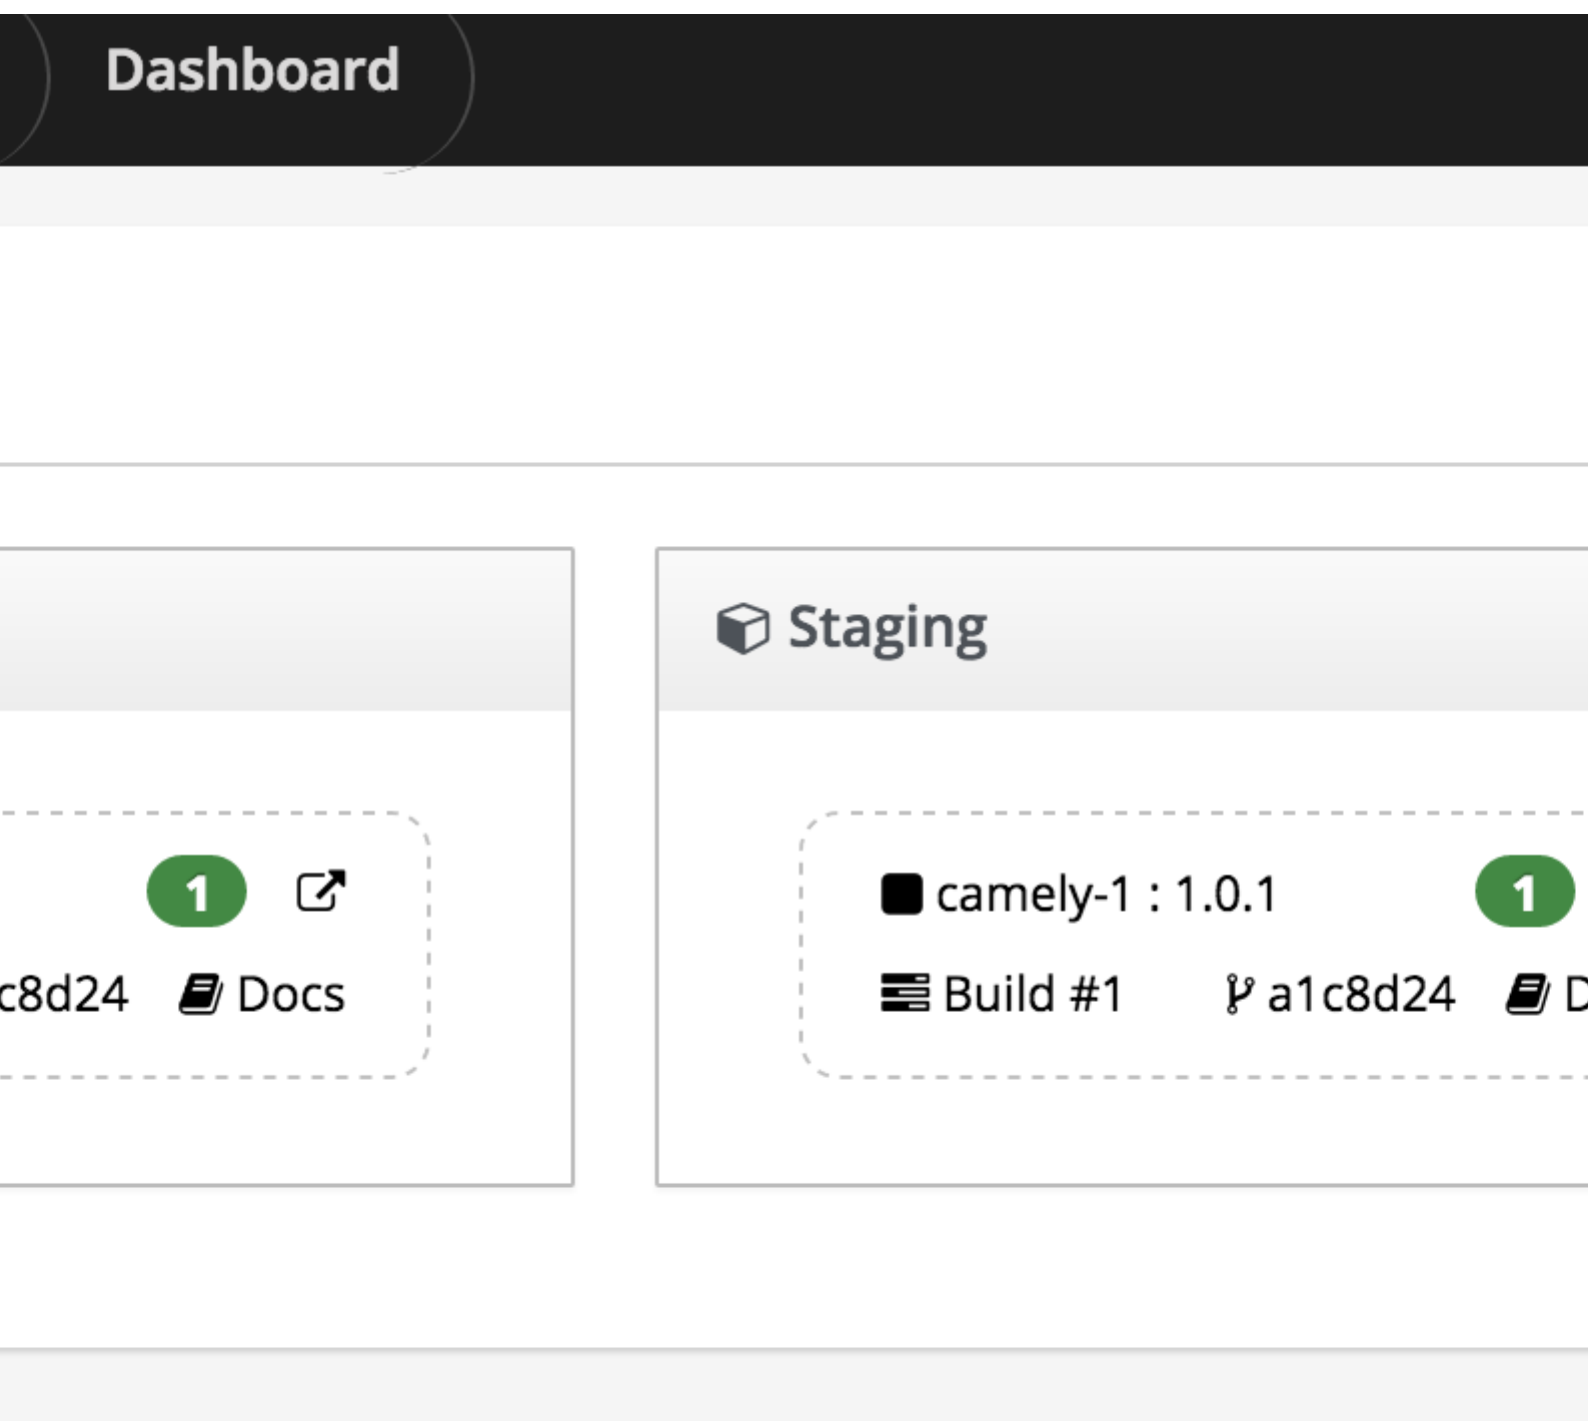 Dashboard
Staging
1
c8d24 Docs
camely-1 : 1.0.1 1
Build #1 a1c8d24 D